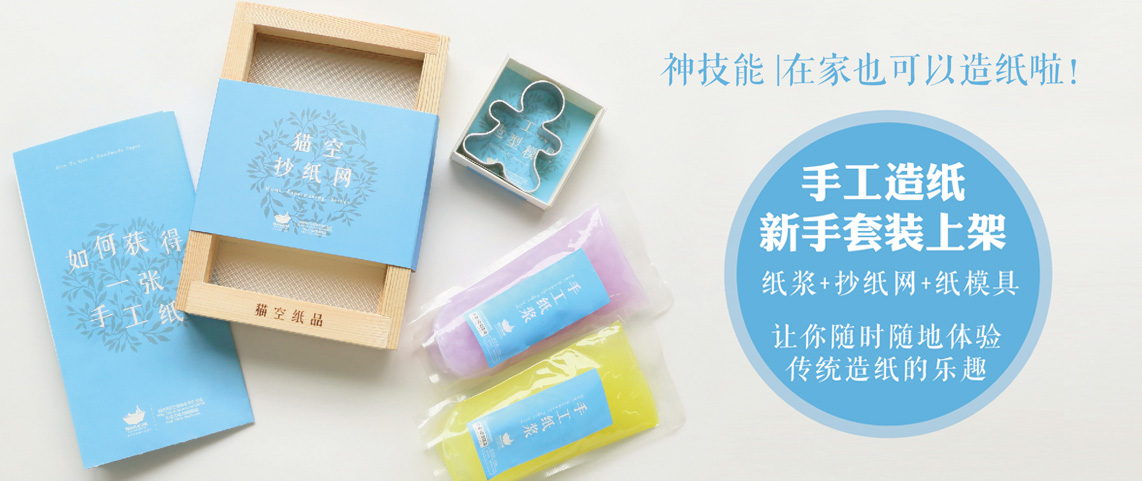 神技能|在家也可以造纸啦!
手工造纸
新手套装上架
纸浆+抄纸网+纸模具
让你随时随地体验
传统造纸的乐趣
猫空
抄纸网
猫空纸品
如何获得
一张
手工纸
手工纸浆
手工纸浆